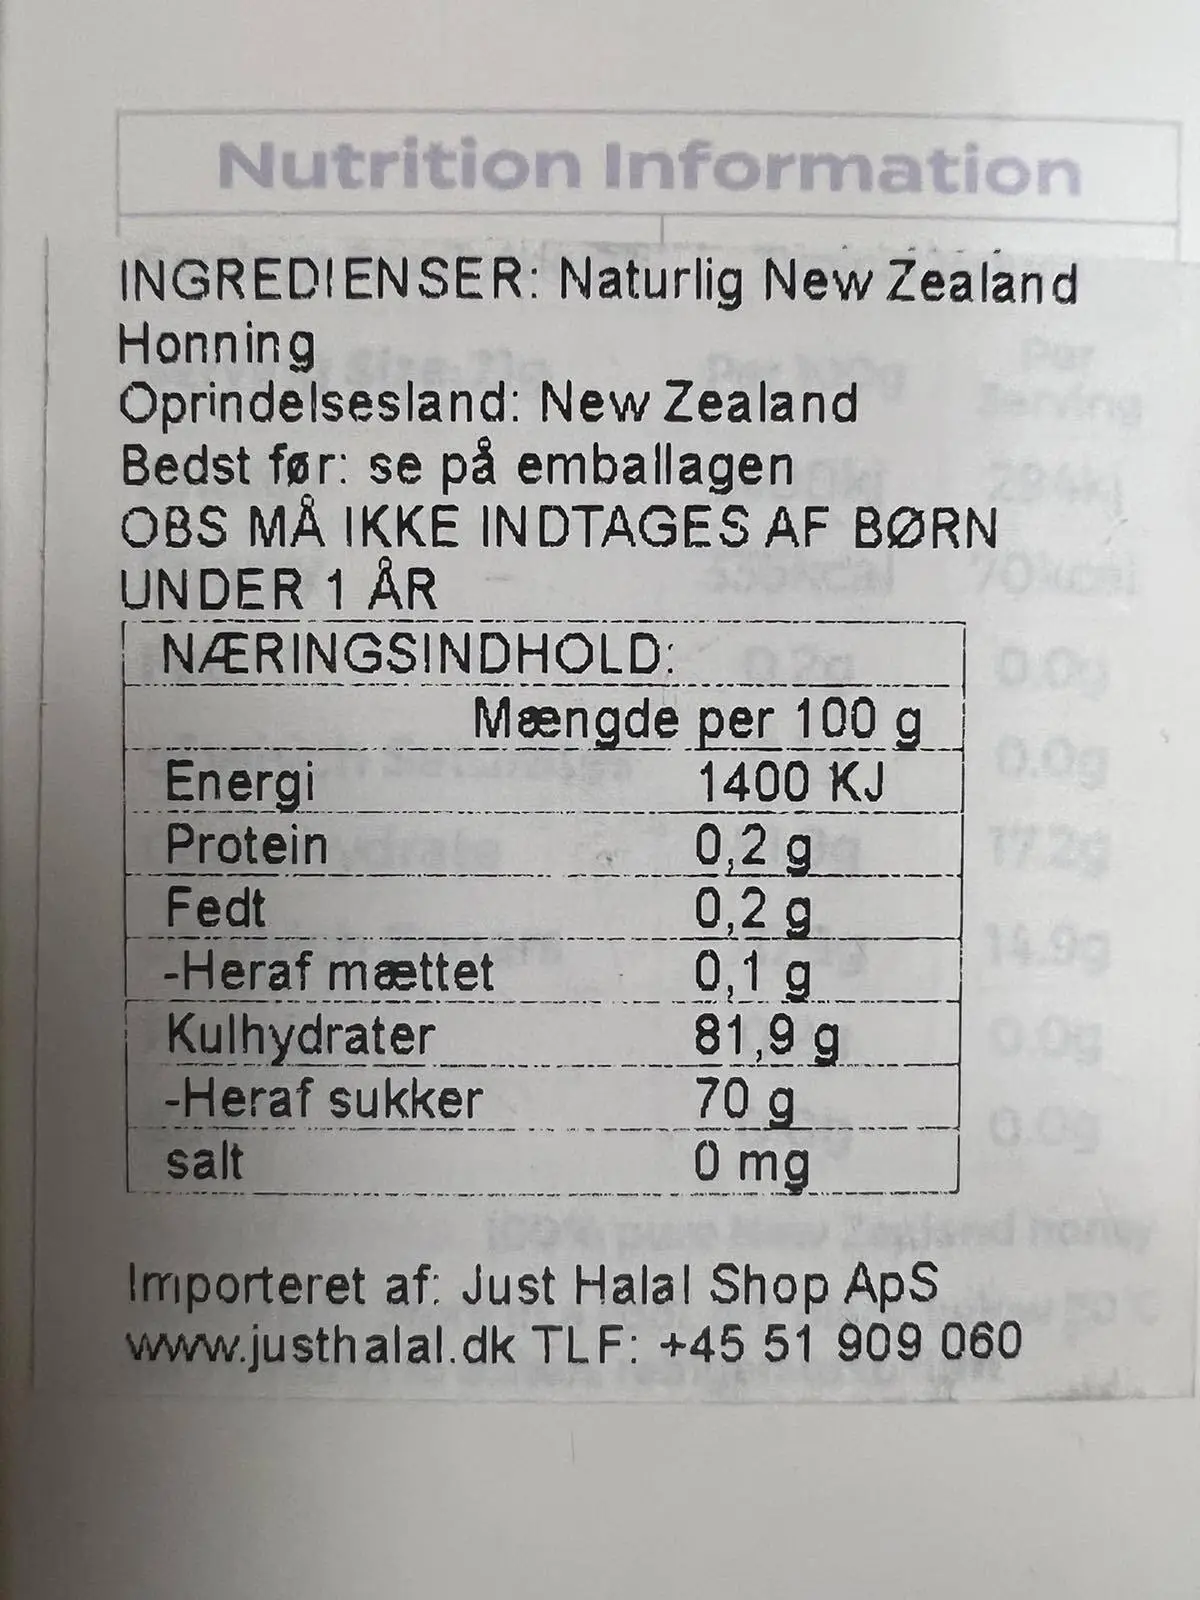 Nutrition Information
INGREDIENSER: Naturlig New Zealand
Honning
Oprindelsesland: New Zealand
Bedst før: se på emballagen
OBS MÅ IKKE INDTAGES AF BØRN
UNDER 1 ÅR
NÆRINGSINDHOLD:
Mængde per 100 g
Energi 1400 KJ
Protein 0,2 g
Fedt 0,2 g
-Heraf mættet 0,1 g
Kulhydrater 81,9 g
-Heraf sukker 70 g
salt 0 mg
Importeret af: Just Halal Shop ApS
www.justhalal.dk TLF: +45 51 909 060